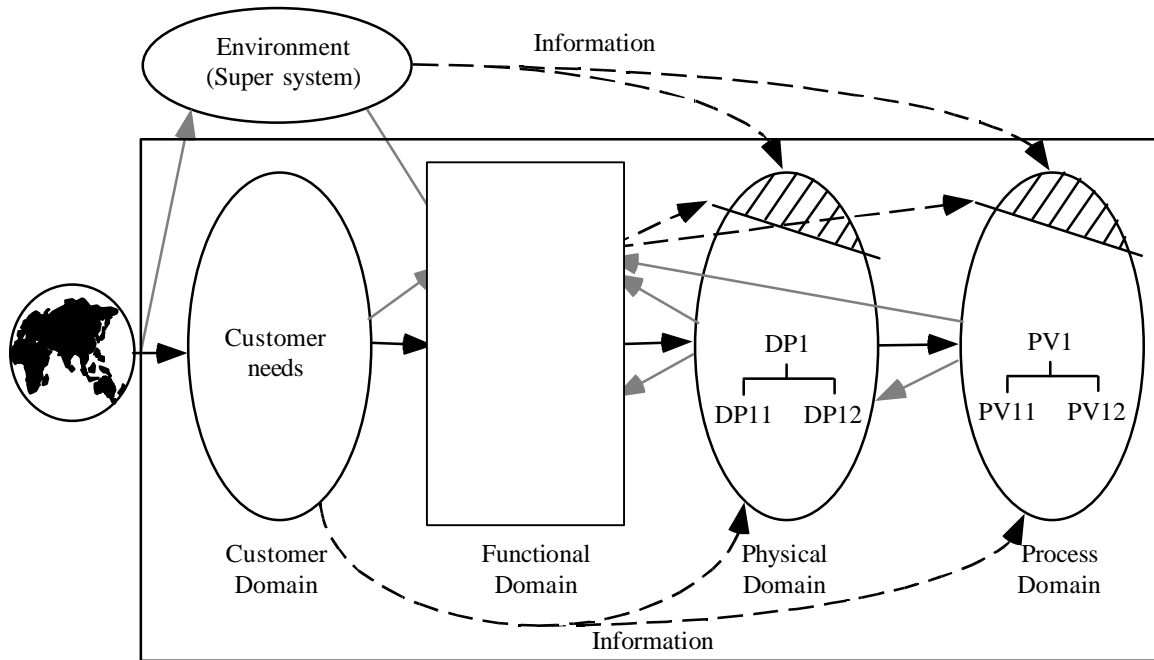 Environment
(Super system)
Information
Customer
needs
DP1
DP11 DP12
PV1
PV11 PV12
Customer
Domain
Functional
Domain
Physical
Domain
Process
Domain
Information